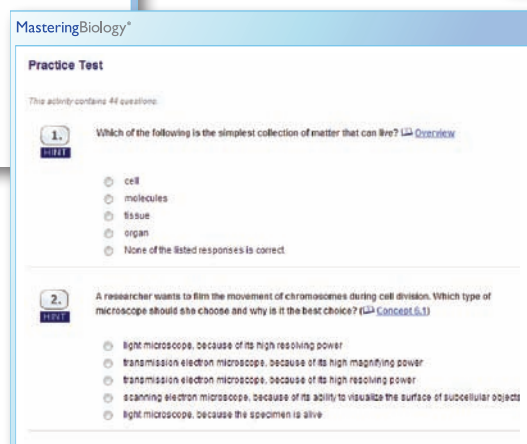 MasteringBiology®
Practice Test
This activity contains 44 questions.
1.
HINT
Which of the following is the simplest collection of matter that can live? Overview
cell
molecules
tissue
organ
None of the listed responses is correct.
2.
HINT
A researcher wants to film the movement of chromosomes during cell division. Which type of
microscope should she choose and why is it the best choice? (Concept 6.1)
light microscope, because of its high resolving power
transmission electron microscope, because of its high magnifying power
transmission electron microscope, because of its high resolving power
scanning electron microscope, because of its ability to visualize the surface of subcellular objects
light microscope, because the specimen is alive